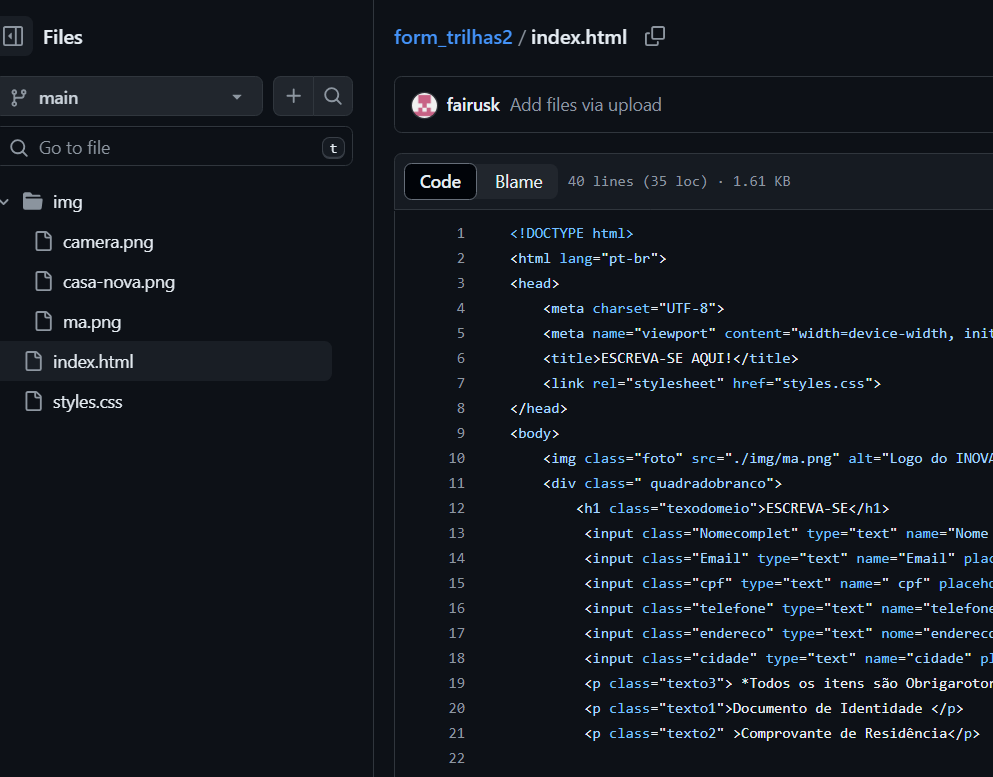 Files
main
Go to file
t
img
camera.png
casa-nova.png
ma.png
index.html
styles.css
form_trilhas2 / index.html
fairusk Add files via upload
Code Blame 40 lines (35 loc) · 1.61 KB
1 <!DOCTYPE html>
2 <html lang="pt-br">
3 <head>
4 <meta charset="UTF-8">
5 <meta name="viewport" content="width=device-width, init
6 <title>ESCREVA-SE AQUI!</title>
7 <link rel="stylesheet" href="styles.css">
8 </head>
9 <body>
10 <img class="foto" src="./img/ma.png" alt="Logo do INOVA
11 <div class=" quadradobranco">
12 <h1 class="texodomeio">ESCREVA-SE</h1>
13 <input class="Nomecomplet" type="text" name="Nome
14 <input class="Email" type="text" name="Email" plac
15 <input class="cpf" type="text" name=" cpf" placeho
16 <input class="telefone" type="text" name="telefone
17 <input class="endereco" type="text" nome="endereco
18 <input class="cidade" type="text" name="cidade" pl
19 <p class="texto3"> *Todos os itens são Obrigarotor
20 <p class="texto1">Documento de Identidade </p>
21 <p class="texto2" >Comprovante de Residência</p>
22